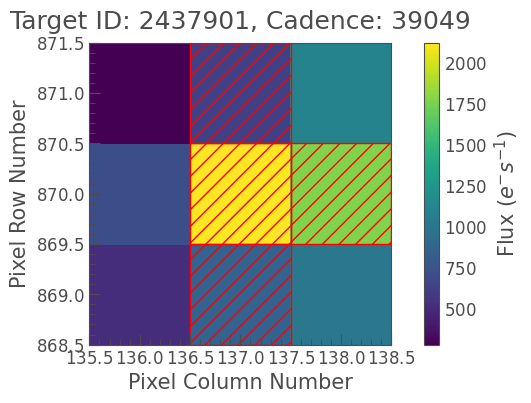 Target ID: 2437901, Cadence: 39049
871.5
871.0
870.5
870.0
869.5
869.0
868.5
Pixel Row Number
135.5 136.0 136.5 137.0 137.5 138.0 138.5
Pixel Column Number
2000
1750
1500
1250
1000
750
500
Flux (e⁻ s⁻¹)